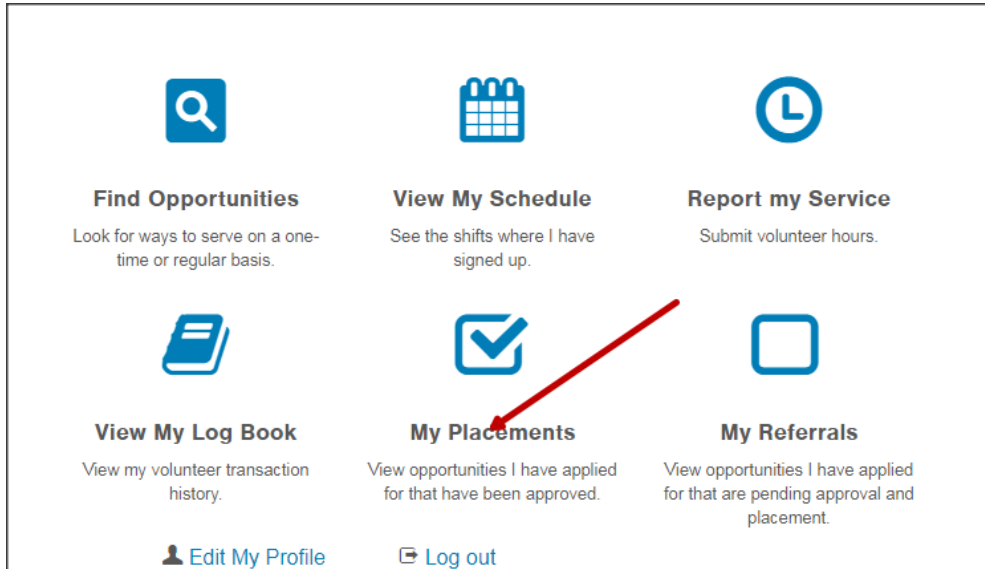 Find Opportunities
Look for ways to serve on a one-
time or regular basis.
View My Schedule
See the shifts where I have
signed up.
Report my Service
Submit volunteer hours.
View My Log Book
View my volunteer transaction
history.
My Placements
View opportunities I have applied
for that have been approved.
My Referrals
View opportunities I have applied
for that are pending approval and
placement.
Edit My Profile
Log out